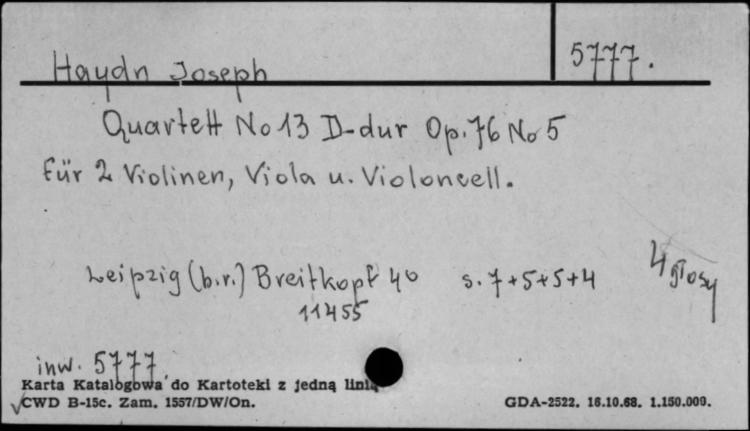 5777.
Haydn Joseph
Quartett No 13 D-dur Op. 76 No 5
für 2 Violinen, Viola u. Violoncell.
Leipzig (b.r.) Breitkopf 40 s. 7+5+5+4 4 głosy
11455
inw. 5777.
Karta Katalogowa do Kartoteki z jedną linią
CWD B-15c. Zam. 1557/DW/On. GDA-2522. 16.10.68. 1.150.000.